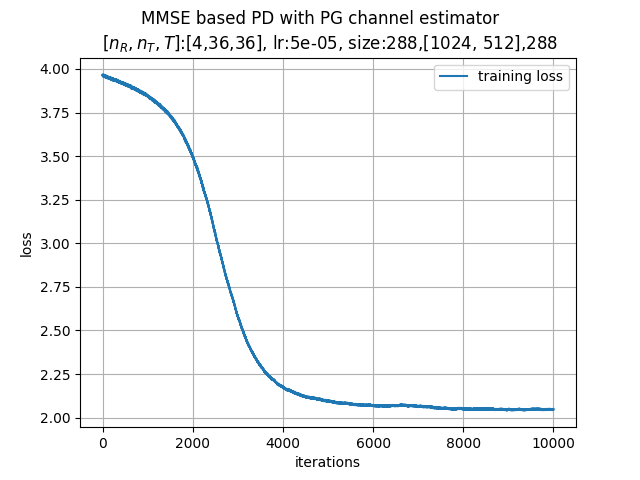 MMSE based PD with PG channel estimator
[n_R, n_T, T]:[4,36,36], lr:5e-05, size:288,[1024, 512],288
training loss
4.00
3.75
3.50
3.25
3.00
2.75
2.50
2.25
2.00
loss
0 2000 4000 6000 8000 10000
iterations